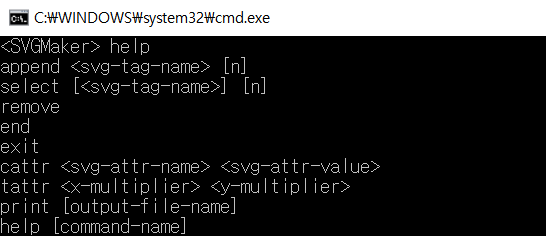 C:₩WINDOWS₩system32₩cmd.exe
<SVGMaker> help
append <svg-tag-name> [n]
select [<svg-tag-name>] [n]
remove
end
exit
cattr <svg-attr-name> <svg-attr-value>
tattr <x-multiplier> <y-multiplier>
print [output-file-name]
help [command-name]